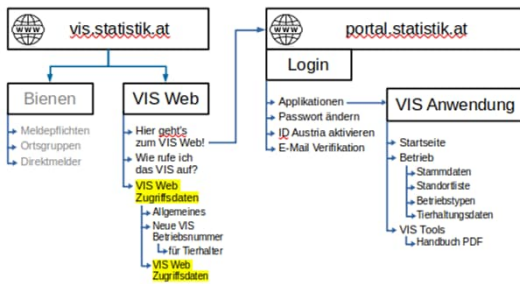 WWW
vis.statistik.at
Bienen
Meldepflichten
Ortsgruppen
Direktmelder
VIS Web
Hier geht's
zum VIS Web!
Wie rufe ich
das VIS auf?
VIS Web
Zugriffsdaten
Allgemeines
Neue VIS
Betriebsnummer
für Tierhalter
VIS Web
Zugriffsdaten
WWW
portal.statistik.at
Login
Applikationen
Passwort ändern
ID Austria aktivieren
E-Mail Verifikation
VIS Anwendung
Startseite
Betrieb
Stammdaten
Standortliste
Betriebstypen
Tierhaltungsdaten
VIS Tools
Handbuch PDF